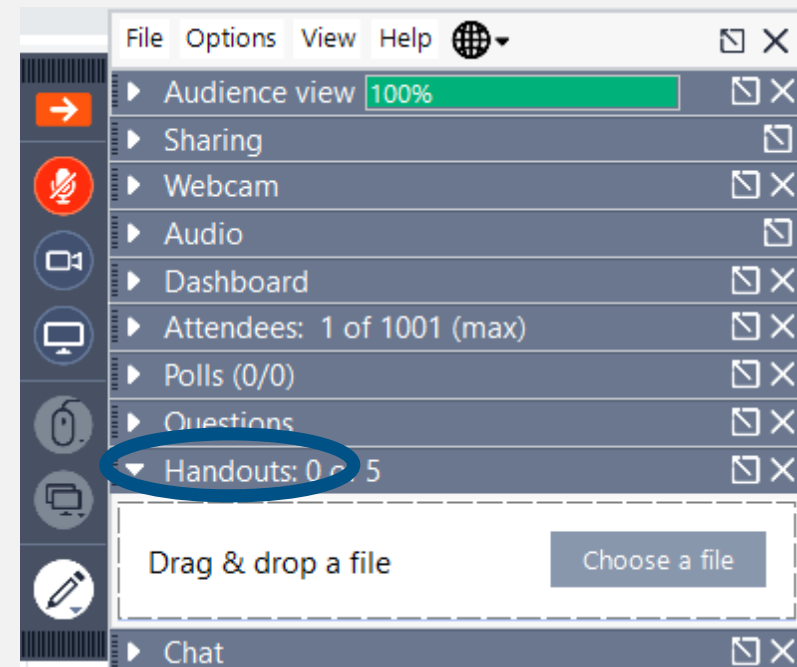 File Options View Help
Audience view 100%
Sharing
Webcam
Audio
Dashboard
Attendees: 1 of 1001 (max)
Polls (0/0)
Questions
Handouts: 0 of 5
Drag & drop a file
Choose a file
Chat